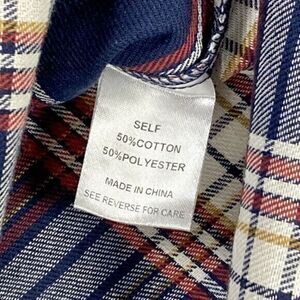 SELF
50%COTTON
50%POLYESTER
MADE IN CHINA
SEE REVERSE FOR CARE